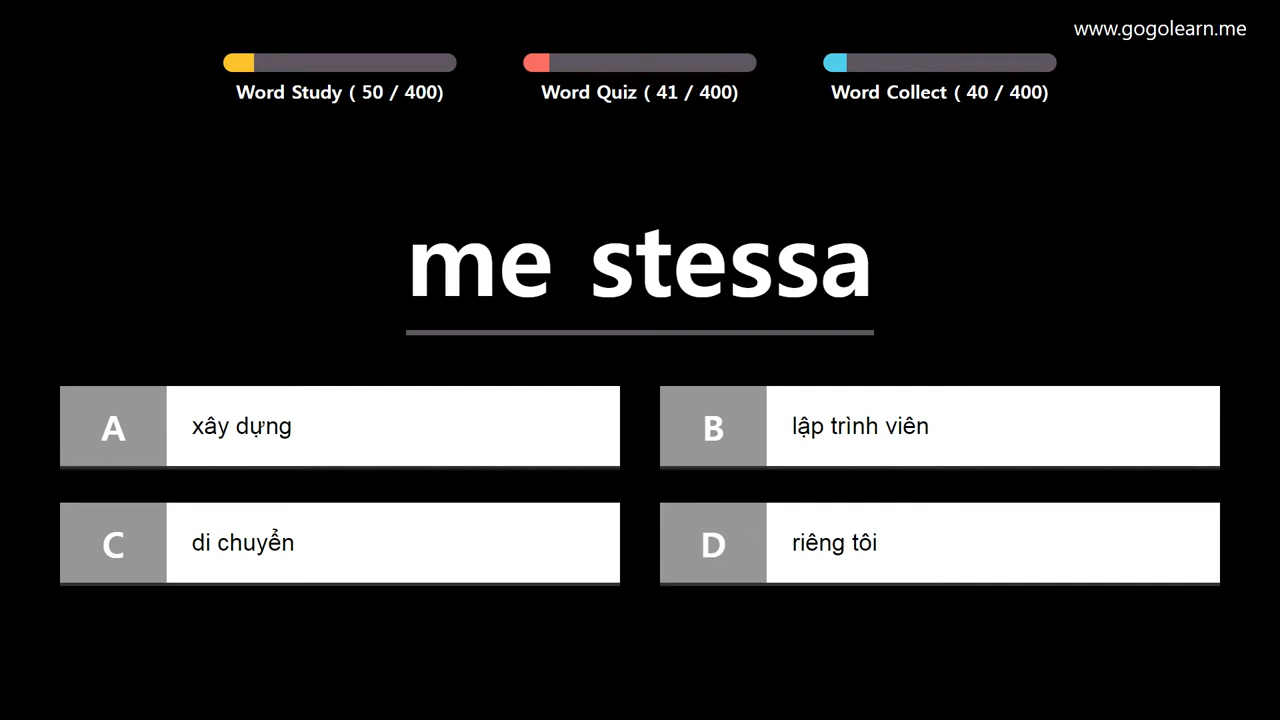 www.gogolearn.me
Word Study ( 50 / 400)
Word Quiz ( 41 / 400)
Word Collect ( 40 / 400)
me stessa
A xây dựng
B lập trình viên
C di chuyển
D riêng tôi